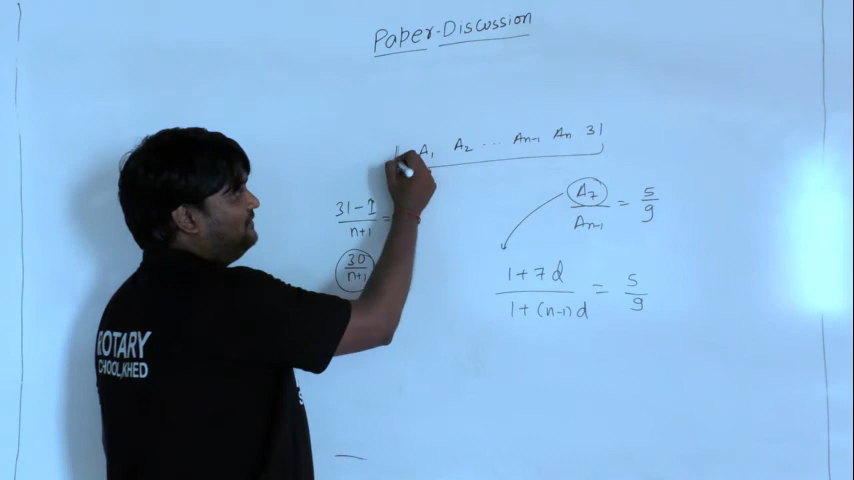 Paper-Discussion
1 A₁ A₂ ... Aₙ₋₁ Aₙ 31
31-1/n+1 =
30/n+1
A₇/Aₙ₋₁ = 5/9
1+7d/1+(n-1)d = 5/9
ROTARY
CHOOL, KHED